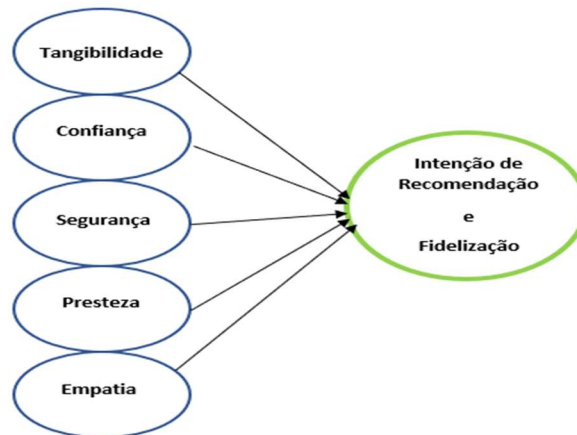 Tangibilidade
Confiança
Segurança
Presteza
Empatia
Intenção de
Recomendação
e
Fidelização